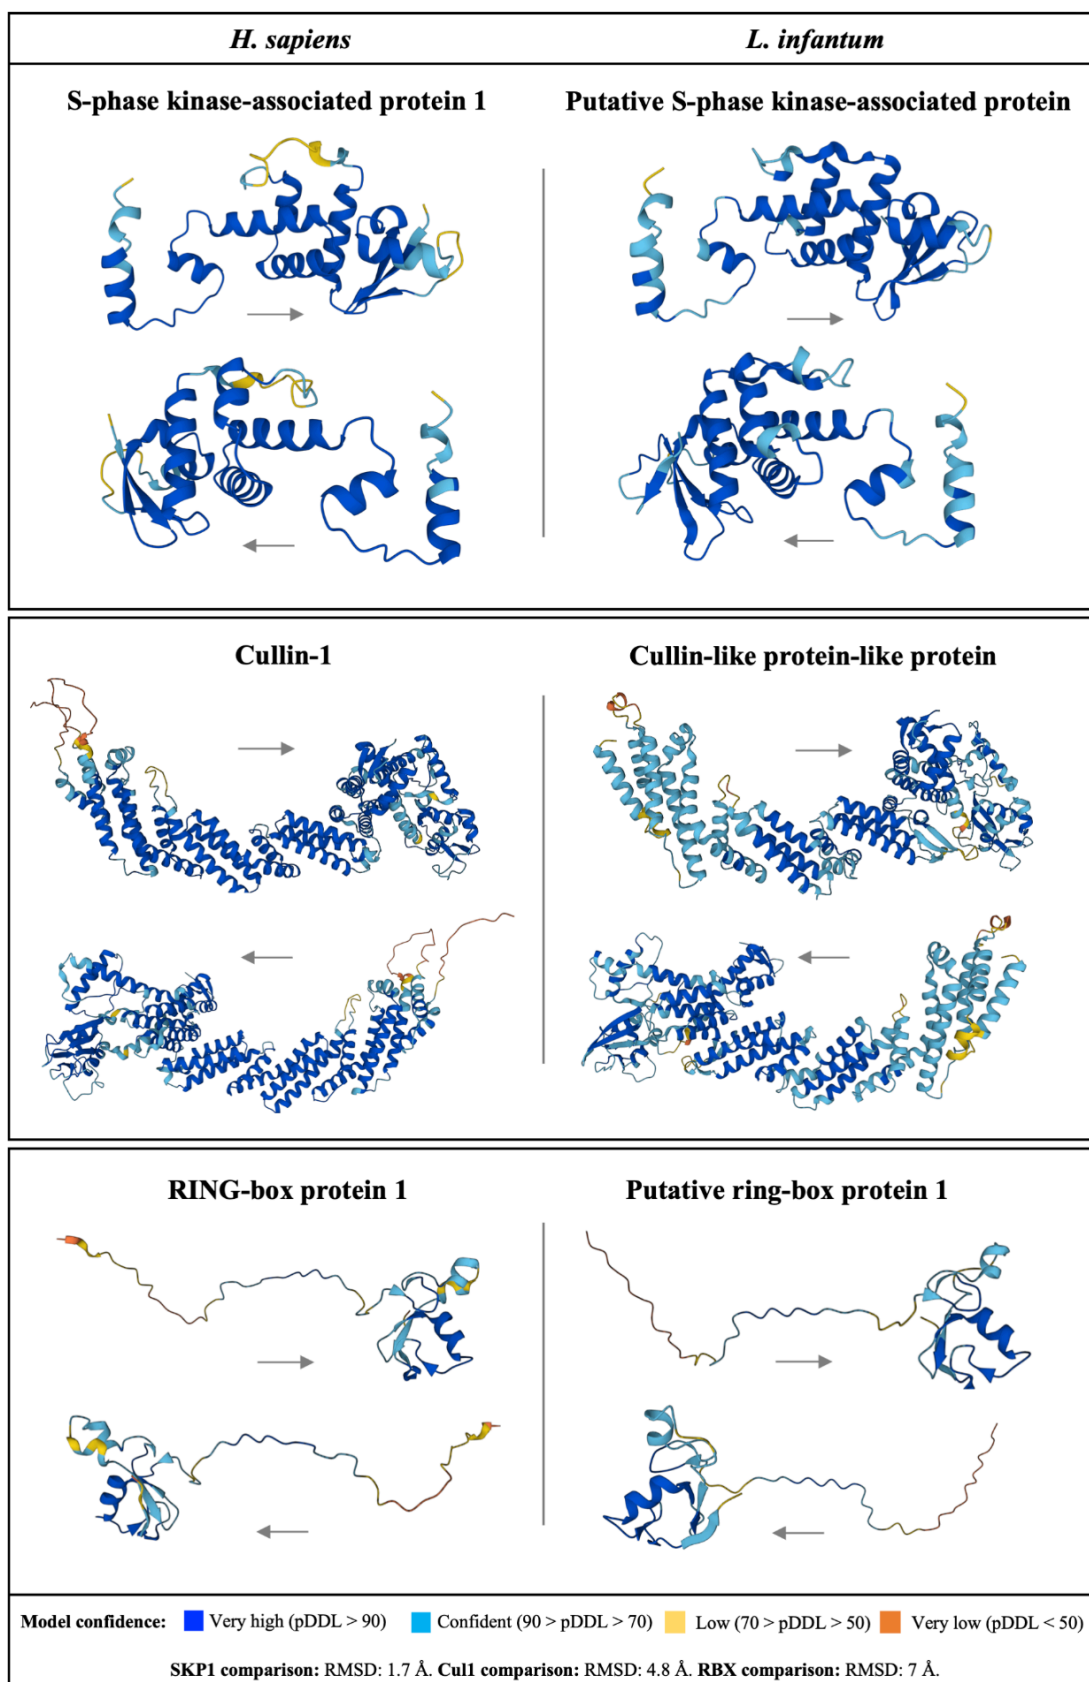 H. sapiens
L. infantum
S-phase kinase-associated protein 1
Putative S-phase kinase-associated protein
Cullin-1
Cullin-like protein-like protein
RING-box protein 1
Putative ring-box protein 1
Model confidence: Very high (pDDL > 90) Confident (90 > pDDL > 70) Low (70 > pDDL > 50) Very low (pDDL < 50)
SKP1 comparison: RMSD: 1.7 Å. Cul1 comparison: RMSD: 4.8 Å. RBX comparison: RMSD: 7 Å.